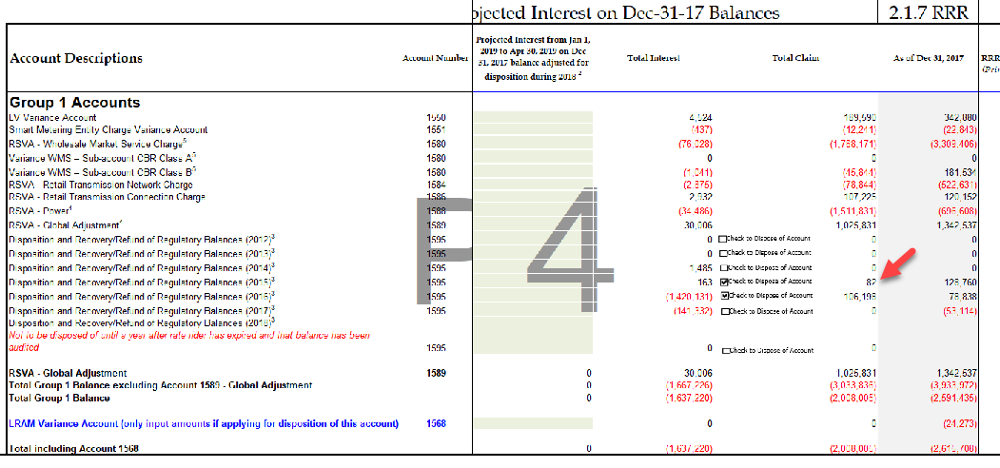 ojected Interest on Dec-31-17 Balances 2.1.7 RRR
Account Descriptions Account Number Projected Interest from Jan 1, 2019 to Apr 30, 2019 on Dec 31, 2017 balance adjusted for disposition during 2018 2 Total Interest Total Claim As of Dec 31, 2017 RRR (Pri
Group 1 Accounts
LV Variance Account 1550 4,524 189,590 342,880
Smart Metering Entity Charge Variance Account 1551 (437) (12,241) (22,843)
RSVA - Wholesale Market Service Charge5 1580 (76,028) (1,788,171) (3,309,406)
Variance WMS – Sub-account CBR Class A5 1580 0 0 0
Variance WMS – Sub-account CBR Class B5 1580 (1,041) (45,844) 181,534
RSVA - Retail Transmission Network Charge 1584 (2,575) (78,844) (522,631)
RSVA - Retail Transmission Connection Charge 1586 2,932 107,225 120,152
RSVA - Power4 1588 (34,486) (1,511,831) (696,608)
RSVA - Global Adjustment4 1589 30,006 1,025,831 1,342,537
Disposition and Recovery/Refund of Regulatory Balances (2012)3 1595 0 Check to Dispose of Account 0 0
Disposition and Recovery/Refund of Regulatory Balances (2013)3 1595 0 Check to Dispose of Account 0 0
Disposition and Recovery/Refund of Regulatory Balances (2014)3 1595 1,485 Check to Dispose of Account 0 0
Disposition and Recovery/Refund of Regulatory Balances (2015)3 1595 163 Check to Dispose of Account 82 128,760
Disposition and Recovery/Refund of Regulatory Balances (2016)3 1595 (1,420,131) Check to Dispose of Account 106,198 78,838
Disposition and Recovery/Refund of Regulatory Balances (2017)3 1595 (141,332) Check to Dispose of Account 0 (53,114)
Disposition and Recovery/Refund of Regulatory Balances (2018)3
Not to be disposed of until a year after rate rider has expired and that balance has been
audited 1595 0 Check to Dispose of Account 0
RSVA - Global Adjustment 1589 0 30,006 1,025,831 1,342,537
Total Group 1 Balance excluding Account 1589 - Global Adjustment 0 (1,667,226) (3,033,836) (3,933,972)
Total Group 1 Balance 0 (1,637,220) (2,008,005) (2,591,435)
LRAM Variance Account (only input amounts if applying for disposition of this account) 1568 0 0 (24,273)
Total including Account 1568 0 (1,637,220) (2,008,005) (2,615,708)
P 4